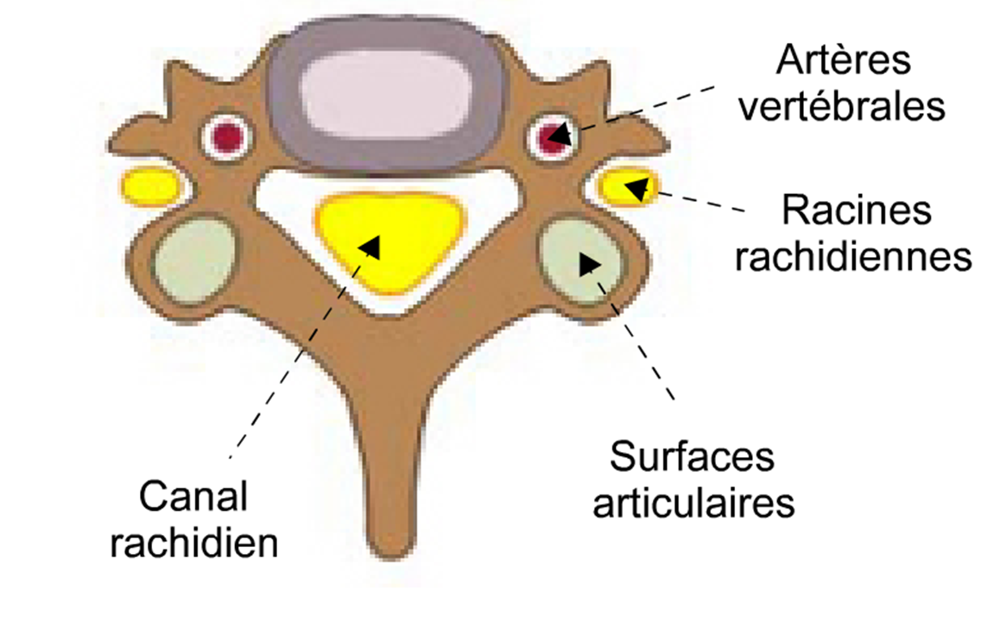 Artères
vertébrales
Racines
rachidiennes
Surfaces
articulaires
Canal
rachidien